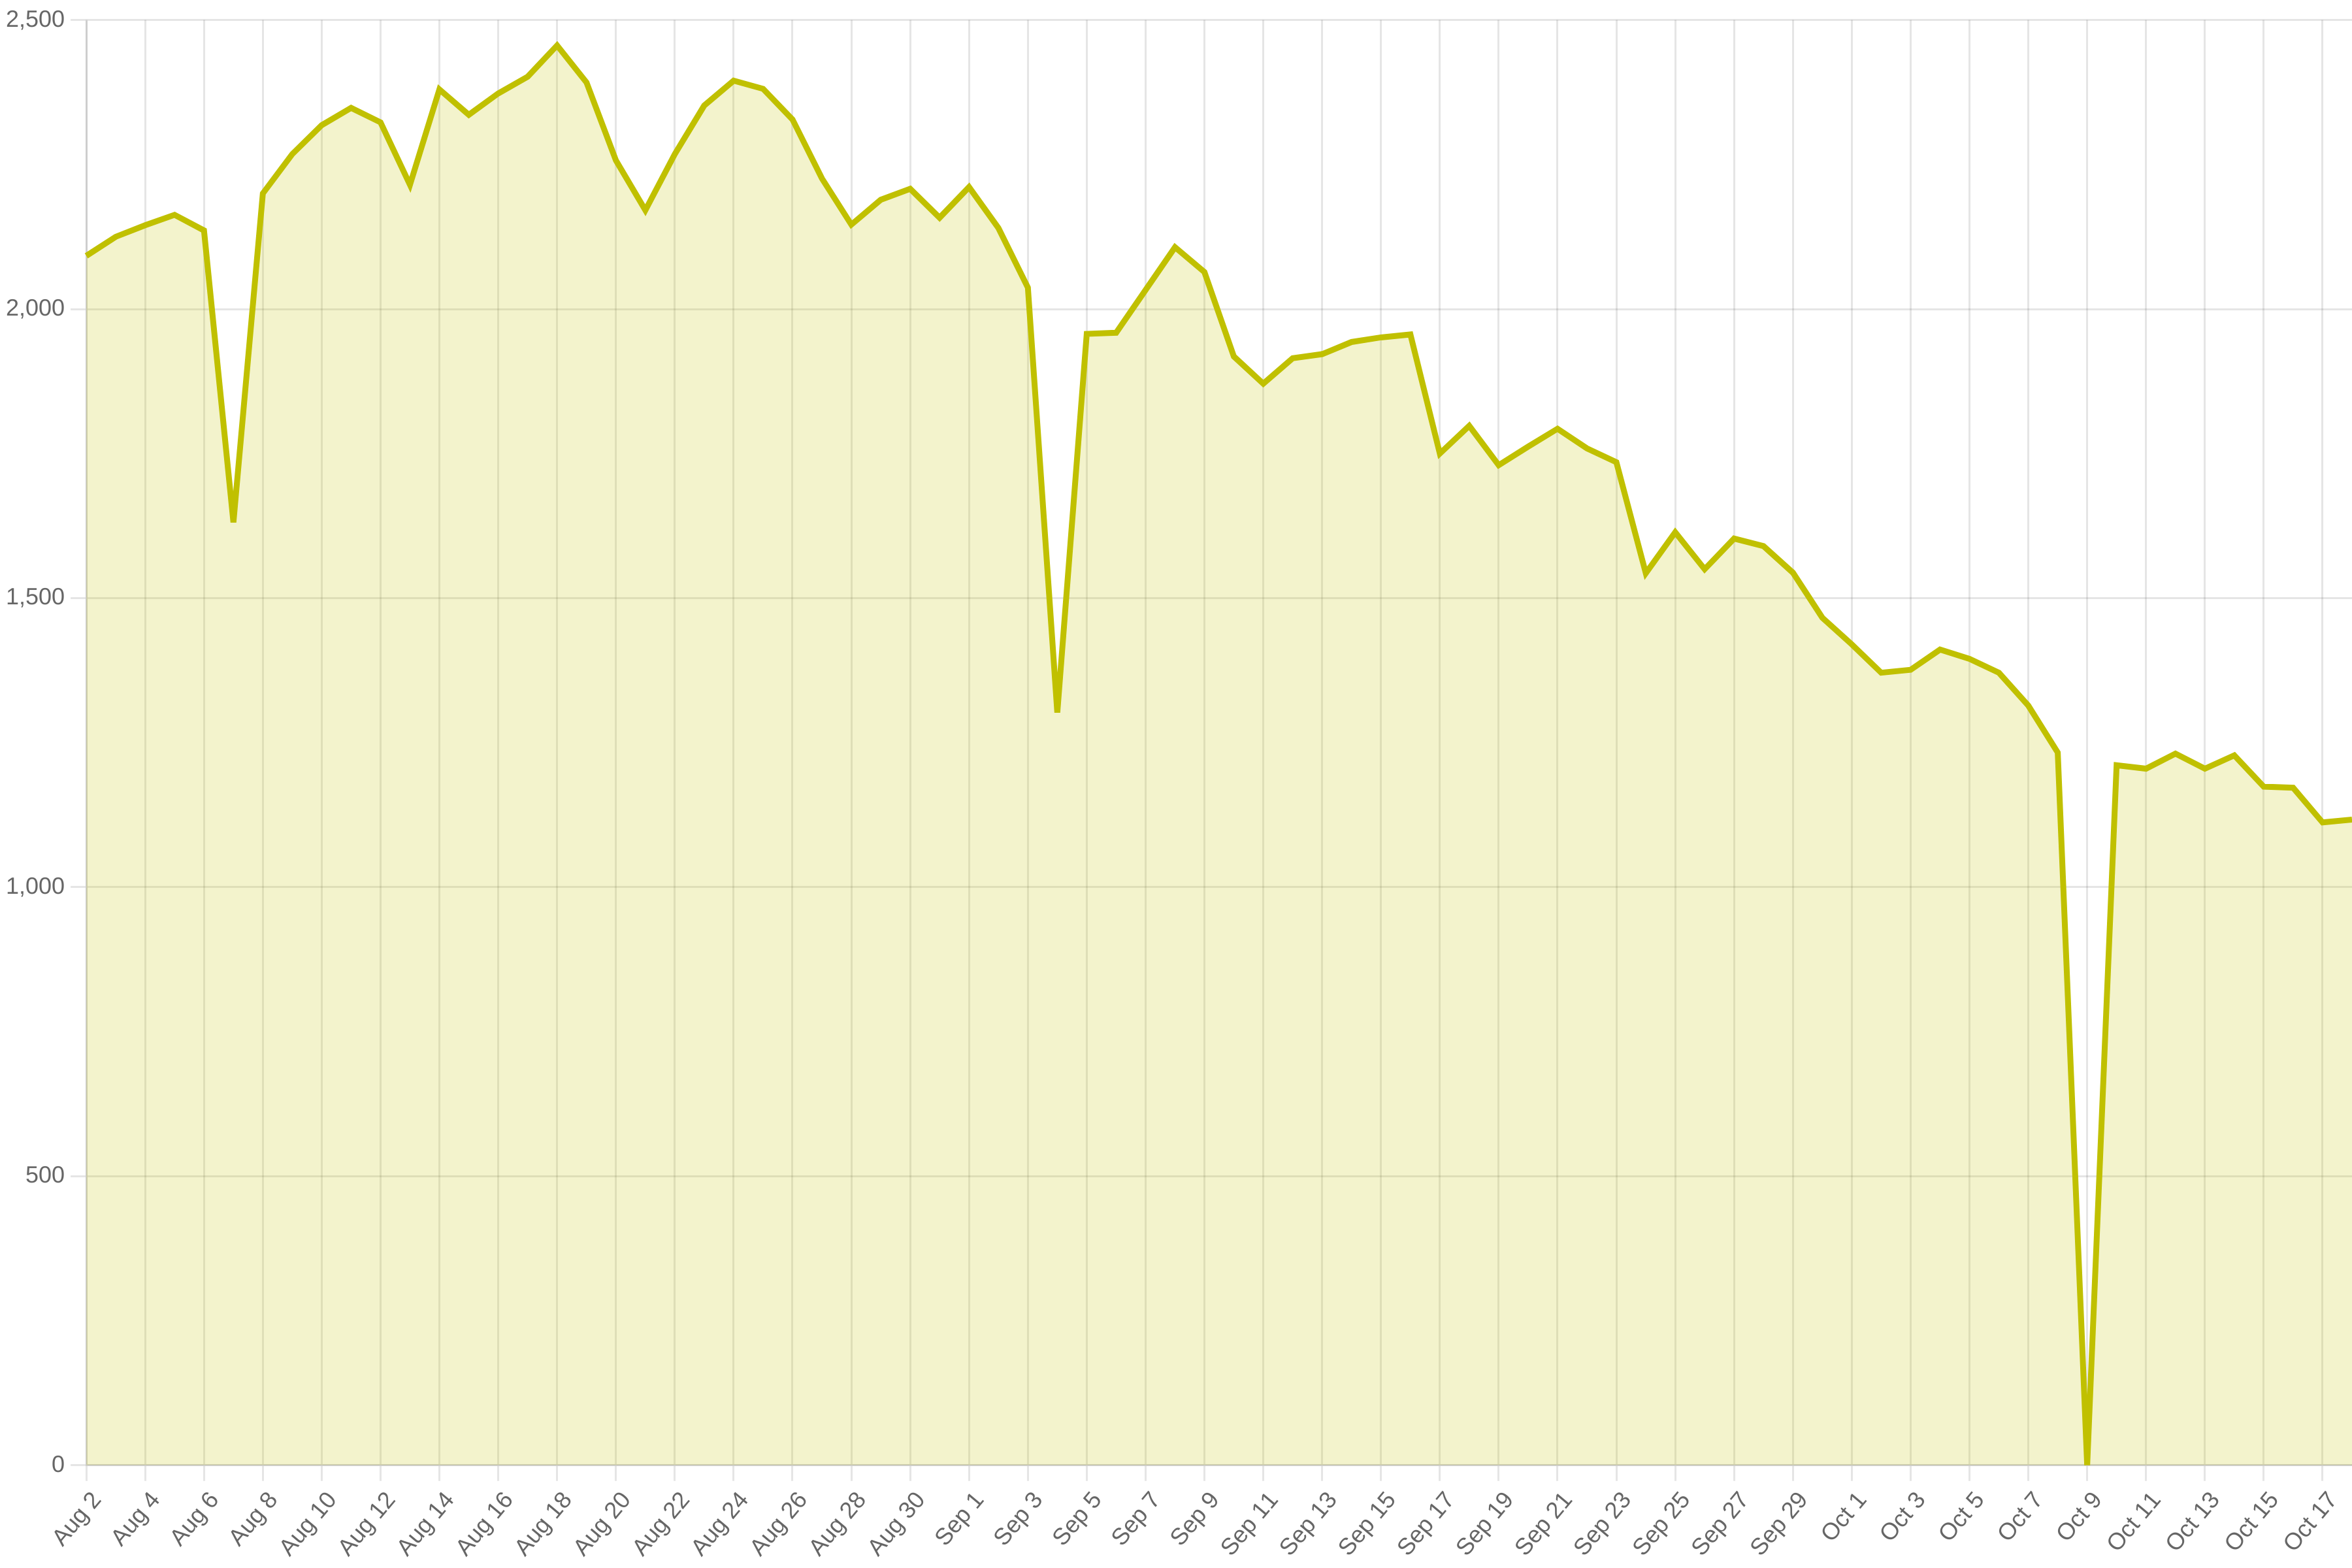 2,500
2,000
1,500
1,000
500
0
Aug 2
Aug 4
Aug 6
Aug 8
Aug 10
Aug 12
Aug 14
Aug 16
Aug 18
Aug 20
Aug 22
Aug 24
Aug 26
Aug 28
Aug 30
Sep 1
Sep 3
Sep 5
Sep 7
Sep 9
Sep 11
Sep 13
Sep 15
Sep 17
Sep 19
Sep 21
Sep 23
Sep 25
Sep 27
Sep 29
Oct 1
Oct 3
Oct 5
Oct 7
Oct 9
Oct 11
Oct 13
Oct 15
Oct 17